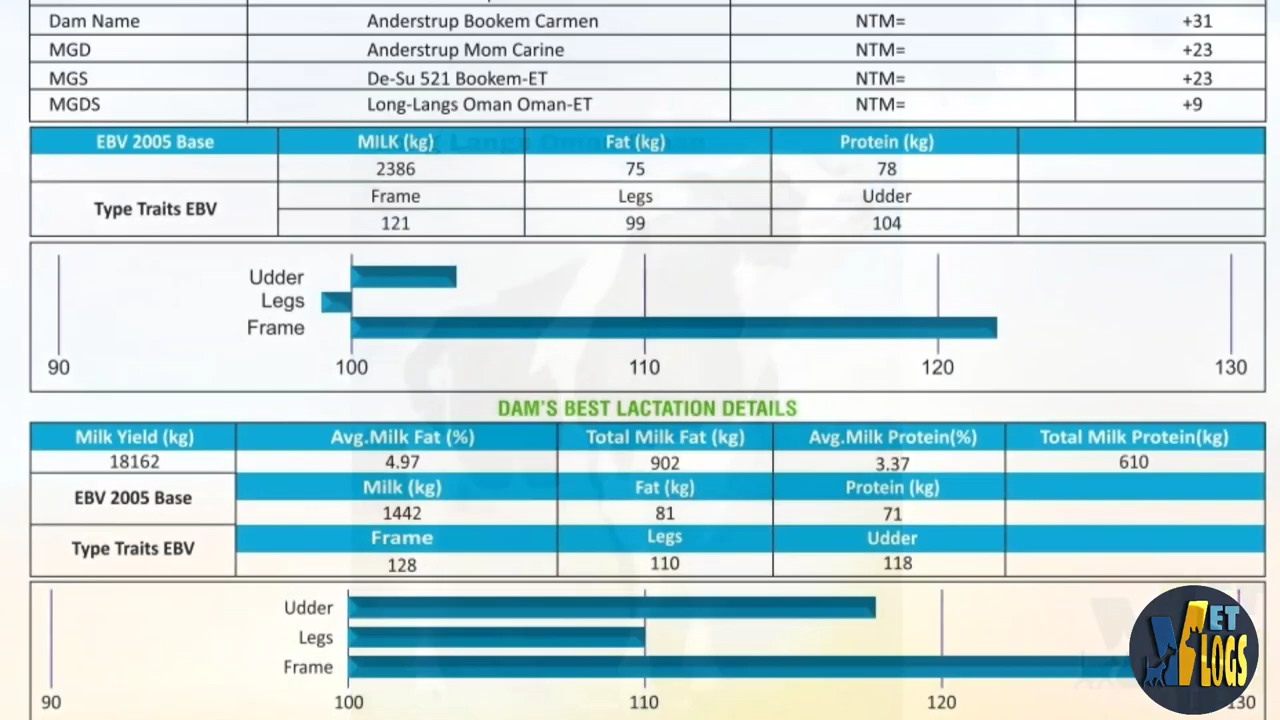 Dam Name Anderstrup Bookem Carmen NTM= +31
MGD Anderstrup Mom Carine NTM= +23
MGS De-Su 521 Bookem-ET NTM= +23
MGDS Long-Langs Oman Oman-ET NTM= +9
EBV 2005 Base MILK (kg) Fat (kg) Protein (kg)
2386 75 78
Type Traits EBV Frame Legs Udder
121 99 104
Udder
Legs
Frame
90 100 110 120 130
DAM'S BEST LACTATION DETAILS
Milk Yield (kg) Avg.Milk Fat (%) Total Milk Fat (kg) Avg.Milk Protein(%) Total Milk Protein(kg)
18162 4.97 902 3.37 610
EBV 2005 Base Milk (kg) Fat (kg) Protein (kg)
1442 81 71
Type Traits EBV Frame Legs Udder
128 110 118
Udder
Legs
Frame
90 100 110 120 130
VET
VLOGS